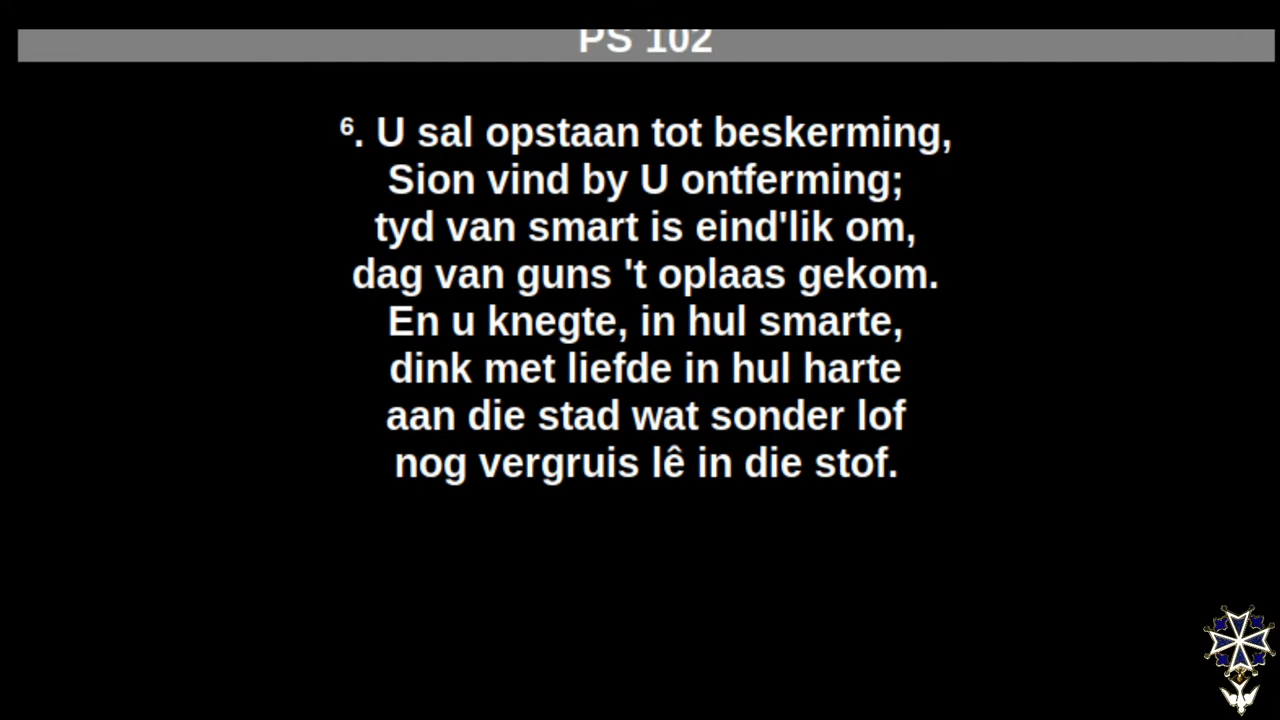 PS 102
⁶. U sal opstaan tot beskerming,
Sion vind by U ontferming;
tyd van smart is eind'lik om,
dag van guns 't oplaas gekom.
En u knegte, in hul smarte,
dink met liefde in hul harte
aan die stad wat sonder lof
nog vergruis lê in die stof.